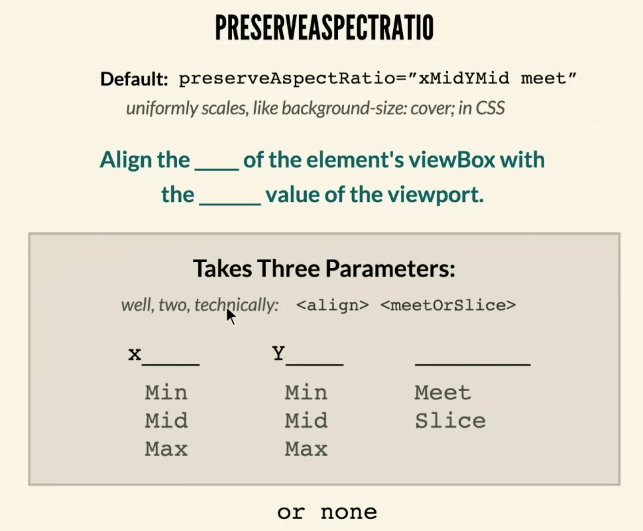 PRESERVEASPECTRATIO
Default: preserveAspectRatio="xMidYMid meet"
uniformly scales, like background-size: cover; in CSS
Align the ____ of the element's viewBox with
the ______ value of the viewport.
Takes Three Parameters:
well, two, technically: <align> <meetOrSlice>
x____ Y____ ________
Min Min Meet
Mid Mid Slice
Max Max
or none